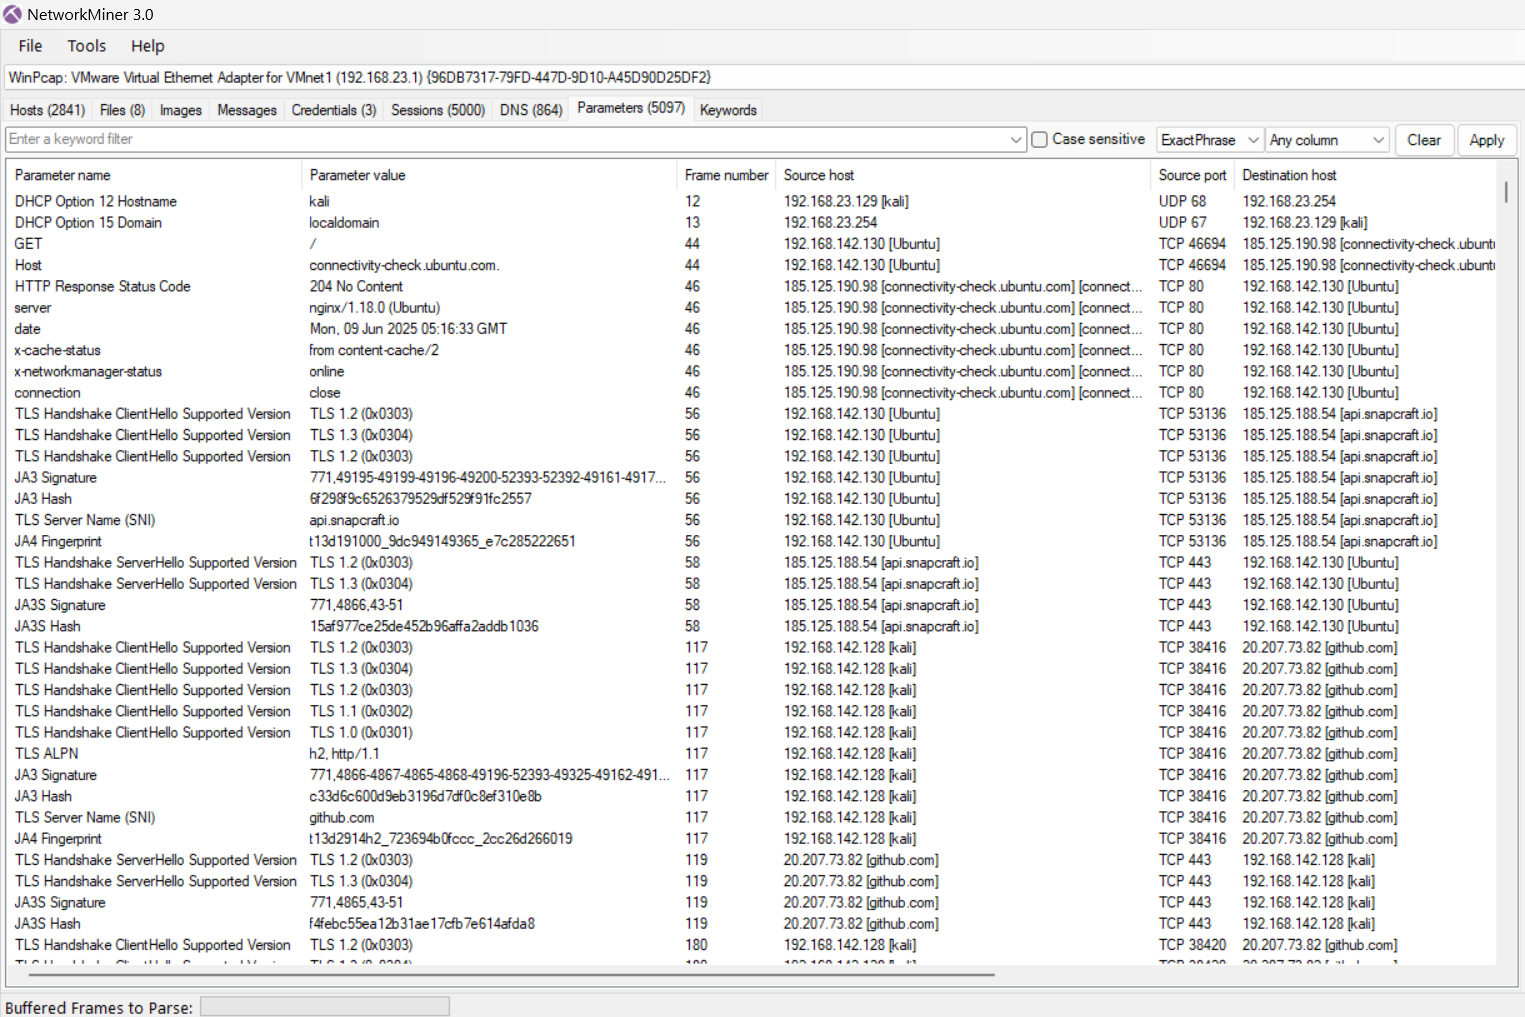 NetworkMiner 3.0
File Tools Help
WinPcap: VMware Virtual Ethernet Adapter for VMnet1 (192.168.23.1) {96DB7317-79FD-447D-9D10-A45D90D25DF2}
Hosts (2841) Files (8) Images Messages Credentials (3) Sessions (5000) DNS (864) Parameters (5097) Keywords
Enter a keyword filter Case sensitive ExactPhrase Any column Clear Apply
Parameter name Parameter value Frame number Source host Source port Destination host
DHCP Option 12 Hostname kali 12 192.168.23.129 [kali] UDP 68 192.168.23.254
DHCP Option 15 Domain localdomain 13 192.168.23.254 UDP 67 192.168.23.129 [kali]
GET / 44 192.168.142.130 [Ubuntu] TCP 46694 185.125.190.98 [connectivity-check.ubuntu
Host connectivity-check.ubuntu.com. 44 192.168.142.130 [Ubuntu] TCP 46694 185.125.190.98 [connectivity-check.ubuntu
HTTP Response Status Code 204 No Content 46 185.125.190.98 [connectivity-check.ubuntu.com] [connect... TCP 80 192.168.142.130 [Ubuntu]
server nginx/1.18.0 (Ubuntu) 46 185.125.190.98 [connectivity-check.ubuntu.com] [connect... TCP 80 192.168.142.130 [Ubuntu]
date Mon, 09 Jun 2025 05:16:33 GMT 46 185.125.190.98 [connectivity-check.ubuntu.com] [connect... TCP 80 192.168.142.130 [Ubuntu]
x-cache-status from content-cache/2 46 185.125.190.98 [connectivity-check.ubuntu.com] [connect... TCP 80 192.168.142.130 [Ubuntu]
x-networkmanager-status online 46 185.125.190.98 [connectivity-check.ubuntu.com] [connect... TCP 80 192.168.142.130 [Ubuntu]
connection close 46 185.125.190.98 [connectivity-check.ubuntu.com] [connect... TCP 80 192.168.142.130 [Ubuntu]
TLS Handshake ClientHello Supported Version TLS 1.2 (0x0303) 56 192.168.142.130 [Ubuntu] TCP 53136 185.125.188.54 [api.snapcraft.io]
TLS Handshake ClientHello Supported Version TLS 1.3 (0x0304) 56 192.168.142.130 [Ubuntu] TCP 53136 185.125.188.54 [api.snapcraft.io]
TLS Handshake ClientHello Supported Version TLS 1.2 (0x0303) 56 192.168.142.130 [Ubuntu] TCP 53136 185.125.188.54 [api.snapcraft.io]
JA3 Signature 771,49195-49199-49196-49200-52393-52392-49161-4917... 56 192.168.142.130 [Ubuntu] TCP 53136 185.125.188.54 [api.snapcraft.io]
JA3 Hash 6f298f9c6526379529df529f91fc2557 56 192.168.142.130 [Ubuntu] TCP 53136 185.125.188.54 [api.snapcraft.io]
TLS Server Name (SNI) api.snapcraft.io 56 192.168.142.130 [Ubuntu] TCP 53136 185.125.188.54 [api.snapcraft.io]
JA4 Fingerprint t13d191000_9dc949149365_e7c285222651 56 192.168.142.130 [Ubuntu] TCP 53136 185.125.188.54 [api.snapcraft.io]
TLS Handshake ServerHello Supported Version TLS 1.2 (0x0303) 58 185.125.188.54 [api.snapcraft.io] TCP 443 192.168.142.130 [Ubuntu]
TLS Handshake ServerHello Supported Version TLS 1.3 (0x0304) 58 185.125.188.54 [api.snapcraft.io] TCP 443 192.168.142.130 [Ubuntu]
JA3S Signature 771,4866,43-51 58 185.125.188.54 [api.snapcraft.io] TCP 443 192.168.142.130 [Ubuntu]
JA3S Hash 15af977ce25de452b96affa2addb1036 58 185.125.188.54 [api.snapcraft.io] TCP 443 192.168.142.130 [Ubuntu]
TLS Handshake ClientHello Supported Version TLS 1.2 (0x0303) 117 192.168.142.128 [kali] TCP 38416 20.207.73.82 [github.com]
TLS Handshake ClientHello Supported Version TLS 1.3 (0x0304) 117 192.168.142.128 [kali] TCP 38416 20.207.73.82 [github.com]
TLS Handshake ClientHello Supported Version TLS 1.2 (0x0303) 117 192.168.142.128 [kali] TCP 38416 20.207.73.82 [github.com]
TLS Handshake ClientHello Supported Version TLS 1.1 (0x0302) 117 192.168.142.128 [kali] TCP 38416 20.207.73.82 [github.com]
TLS Handshake ClientHello Supported Version TLS 1.0 (0x0301) 117 192.168.142.128 [kali] TCP 38416 20.207.73.82 [github.com]
TLS ALPN h2, http/1.1 117 192.168.142.128 [kali] TCP 38416 20.207.73.82 [github.com]
JA3 Signature 771,4866-4867-4865-4868-49196-52393-49325-49162-491... 117 192.168.142.128 [kali] TCP 38416 20.207.73.82 [github.com]
JA3 Hash c33d6c600d9eb3196d7df0c8ef310e8b 117 192.168.142.128 [kali] TCP 38416 20.207.73.82 [github.com]
TLS Server Name (SNI) github.com 117 192.168.142.128 [kali] TCP 38416 20.207.73.82 [github.com]
JA4 Fingerprint t13d2914h2_723694b0fccc_2cc26d266019 117 192.168.142.128 [kali] TCP 38416 20.207.73.82 [github.com]
TLS Handshake ServerHello Supported Version TLS 1.2 (0x0303) 119 20.207.73.82 [github.com] TCP 443 192.168.142.128 [kali]
TLS Handshake ServerHello Supported Version TLS 1.3 (0x0304) 119 20.207.73.82 [github.com] TCP 443 192.168.142.128 [kali]
JA3S Signature 771,4865,43-51 119 20.207.73.82 [github.com] TCP 443 192.168.142.128 [kali]
JA3S Hash f4febc55ea12b31ae17cfb7e614afda8 119 20.207.73.82 [github.com] TCP 443 192.168.142.128 [kali]
TLS Handshake ClientHello Supported Version TLS 1.2 (0x0303) 180 192.168.142.128 [kali] TCP 38420 20.207.73.82 [github.com]
Buffered Frames to Parse: